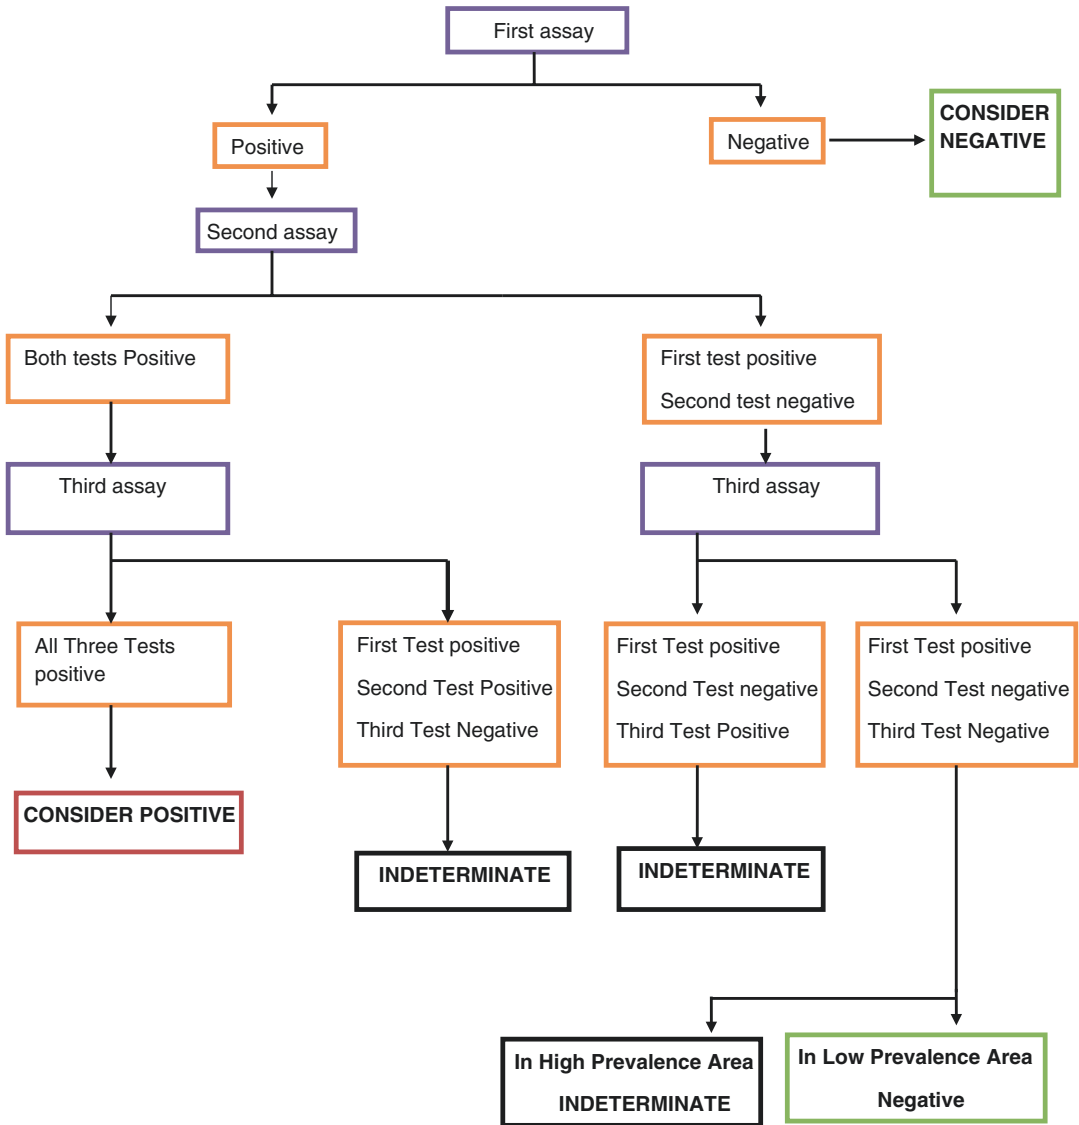 First assay
Positive
Negative
CONSIDER
NEGATIVE
Second assay
Both tests Positive
First test positive
Second test negative
Third assay
Third assay
All Three Tests
positive
First Test positive
Second Test Positive
Third Test Negative
First Test positive
Second Test negative
Third Test Positive
First Test positive
Second Test negative
Third Test Negative
CONSIDER POSITIVE
INDETERMINATE
INDETERMINATE
In High Prevalence Area
INDETERMINATE
In Low Prevalence Area
Negative